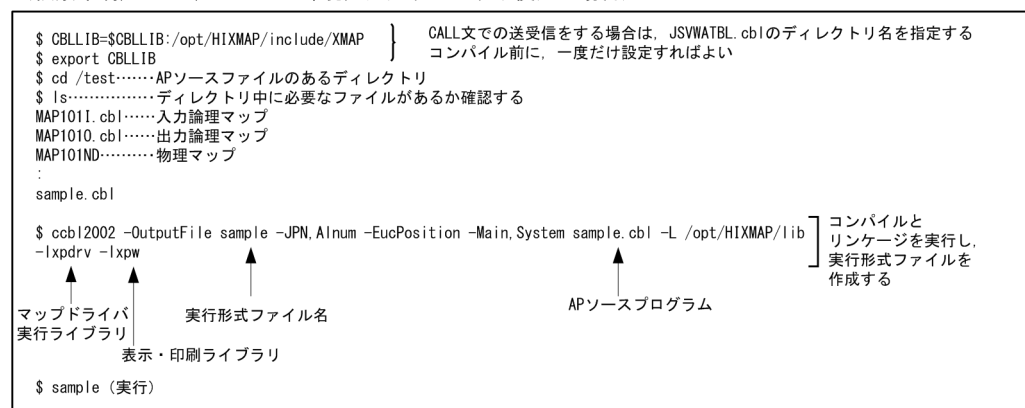 $ CBLLIB=$CBLLIB:/opt/HIXMAP/include/XMAP
$ export CBLLIB
CALL文での送受信をする場合は，JSVWATBL.cblのディレクトリ名を指定する
コンパイル前に，一度だけ設定すればよい
$ cd /test……APソースファイルのあるディレクトリ
$ ls……………ディレクトリ中に必要なファイルがあるか確認する
MAP101I.cbl……入力論理マップ
MAP101O.cbl……出力論理マップ
MAP101ND………物理マップ
:
sample.cbl
$ ccbl2002 -OutputFile sample -JPN,Alnum -EucPosition -Main,System sample.cbl -L /opt/HIXMAP/lib
-lxpdrv -lxpw
コンパイルと
リンケージを実行し，
実行形式ファイルを
作成する
マップドライバ
実行ライブラリ
実行形式ファイル名
APソースプログラム
表示・印刷ライブラリ
$ sample（実行）